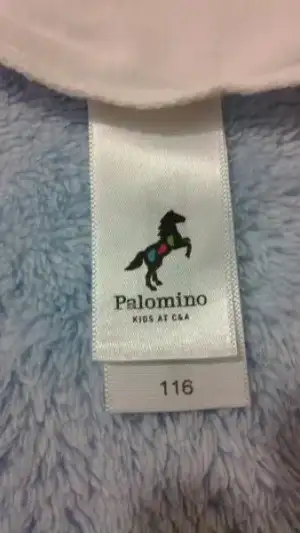 Palomino
KIDS AT C&A
116